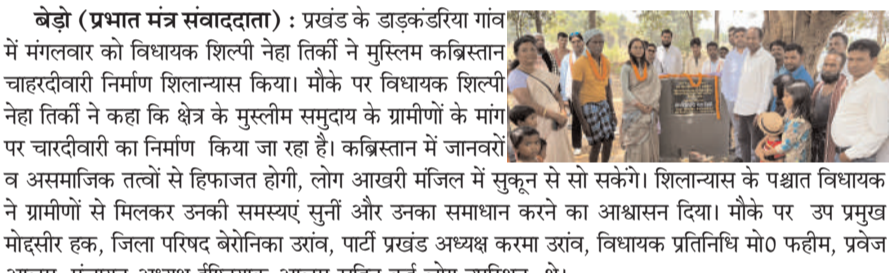 बेड़ो (प्रभात मंत्र संवाददाता) : प्रखंड के डाड़कंडरिया गांव
में मंगलवार को विधायक शिल्पी नेहा तिर्की ने मुस्लिम कब्रिस्तान
चाहरदीवारी निर्माण शिलान्यास किया। मौके पर विधायक शिल्पी
नेहा तिर्की ने कहा कि क्षेत्र के मुस्लीम समुदाय के ग्रामीणों के मांग
पर चारदीवारी का निर्माण किया जा रहा है। कब्रिस्तान में जानवरों
व असमाजिक तत्वों से हिफाजत होगी, लोग आखरी मंजिल में सुकून से सो सकेंगे। शिलान्यास के पश्चात विधायक
ने ग्रामीणों से मिलकर उनकी समस्याएं सुनीं और उनका समाधान करने का आश्वासन दिया। मौके पर उप प्रमुख
मोद्दसीर हक, जिला परिषद बेरोनिका उरांव, पार्टी प्रखंड अध्यक्ष करमा उरांव, विधायक प्रतिनिधि मो0 फहीम, प्रवेज